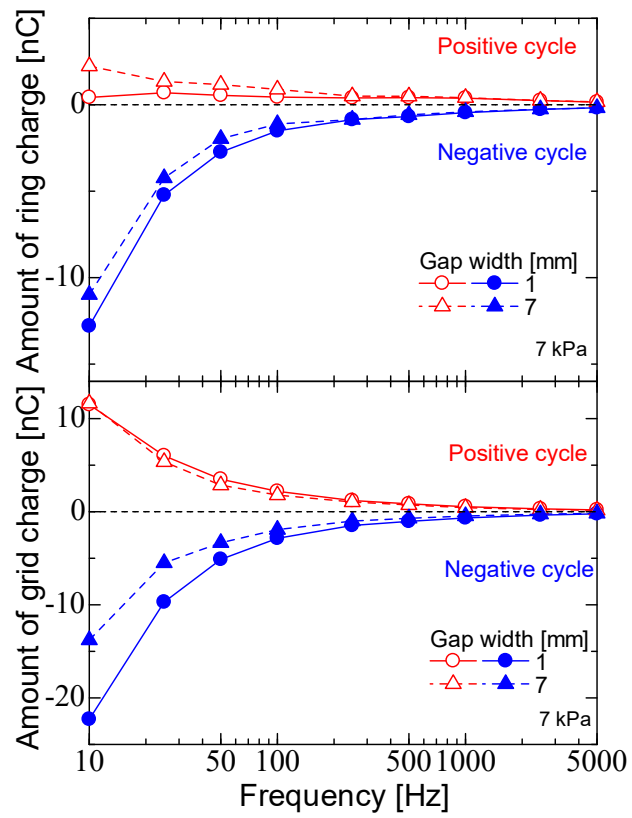 Amount of ring charge [nC]
0
-10
Positive cycle
Negative cycle
Gap width [mm]
1
7
7 kPa
Amount of grid charge [nC]
10
0
-10
-20
Positive cycle
Negative cycle
Gap width [mm]
1
7
7 kPa
10 50 100 500 1000 5000
Frequency [Hz]